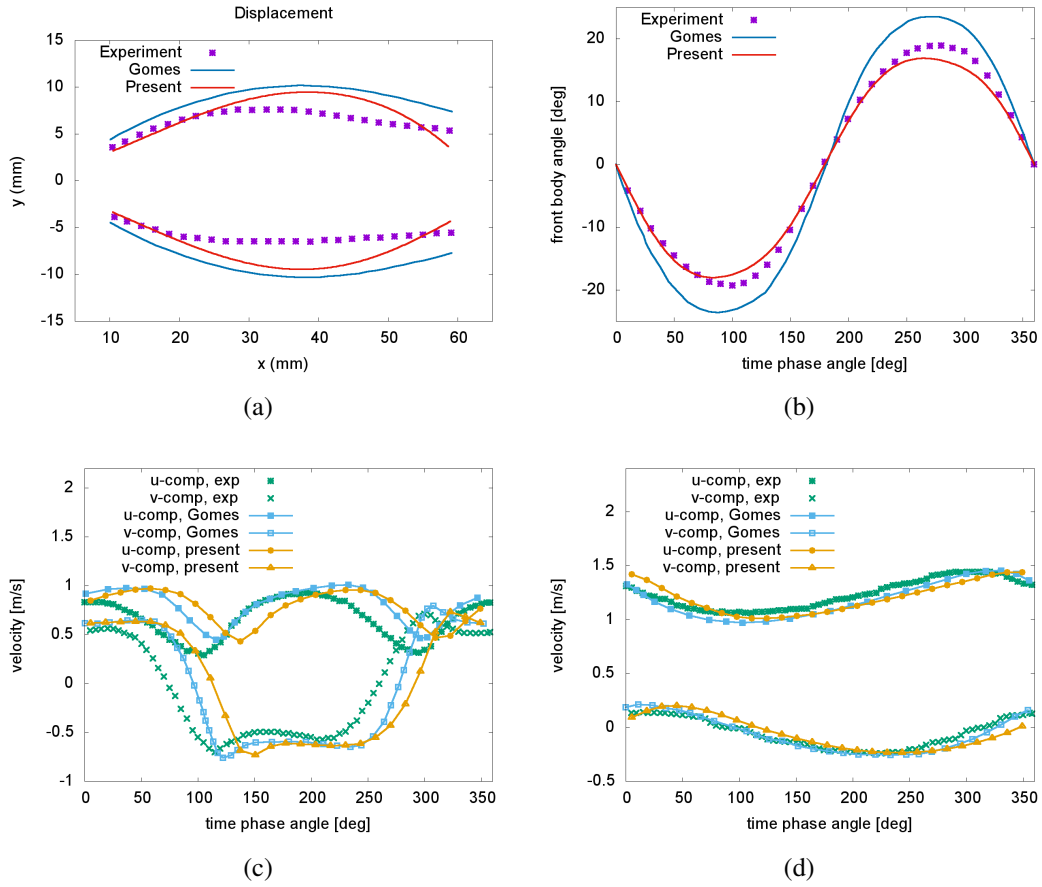 Displacement
15
10
5
0
-5
-10
-15
10 20 30 40 50 60
y (mm)
x (mm)
Experiment
Gomes
Present
(a)
20
10
0
-10
-20
0 50 100 150 200 250 300 350
front body angle [deg]
time phase angle [deg]
Experiment
Gomes
Present
(b)
2
1.5
1
0.5
0
-0.5
-1
0 50 100 150 200 250 300 350
velocity [m/s]
time phase angle [deg]
u-comp, exp
v-comp, exp
u-comp, Gomes
v-comp, Gomes
u-comp, present
v-comp, present
(c)
2
1.5
1
0.5
0
-0.5
0 50 100 150 200 250 300 350
velocity [m/s]
time phase angle [deg]
u-comp, exp
v-comp, exp
u-comp, Gomes
v-comp, Gomes
u-comp, present
v-comp, present
(d)